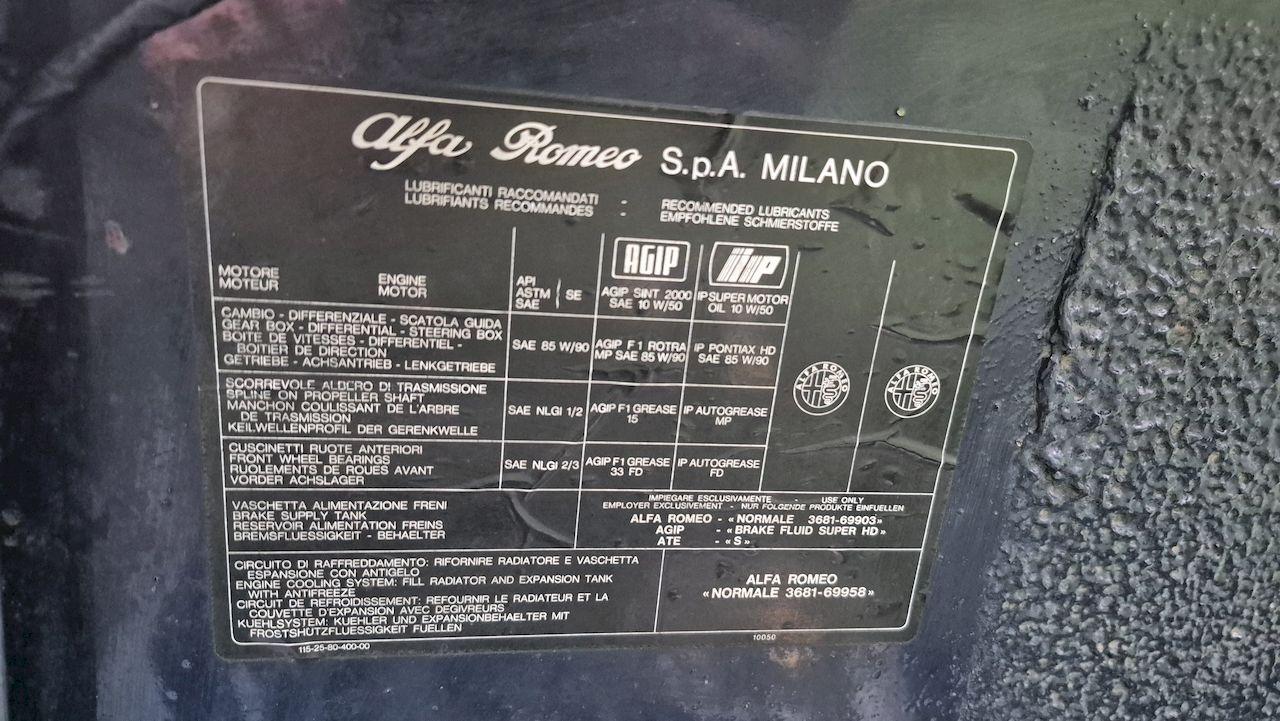 Alfa Romeo S.p.A. MILANO
LUBRIFICANTI RACCOMANDATI : RECOMMENDED LUBRICANTS
LUBRIFIANTS RECOMMANDES : EMPFOHLENE SCHMIERSTOFFE
AGIP IP
MOTORE ENGINE
MOTEUR MOTOR
API
ASTM SE
SAE
AGIP SINT 2000
SAE 10 W/50
IP SUPER MOTOR
OIL 10 W/50
CAMBIO - DIFFERENZIALE - SCATOLA GUIDA
GEAR BOX - DIFFERENTIAL - STEERING BOX
BOITE DE VITESSES - DIFFERENTIEL -
BOITIER DE DIRECTION
GETRIEBE - ACHSANTRIEB - LENKGETRIEBE
SAE 85 W/90
AGIP F1 ROTRA
MP SAE 85 W/90
IP PONTIAX HD
SAE 85 W/90
ALFA ROMEO
ALFA ROMEO
SCORREVOLE ALBERO DI TRASMISSIONE
SPLINE ON PROPELLER SHAFT
MANCHON COULISSANT DE L'ARBRE
DE TRASMISSION
KEILWELLENPROFIL DER GERENKWELLE
SAE NLGI 1/2
AGIP F1 GREASE
15
IP AUTOGREASE
MP
CUSCINETTI RUOTE ANTERIORI
FRONT WHEEL BEARINGS
RUOLEMENTS DE ROUES AVANT
VORDER ACHSLAGER
SAE NLGI 2/3
AGIP F1 GREASE
33 FD
IP AUTOGREASE
FD
VASCHETTA ALIMENTAZIONE FRENI
BRAKE SUPPLY TANK
RESERVOIR ALIMENTATION FREINS
BREMSFLUESSIGKEIT - BEHAELTER
IMPIEGARE ESCLUSIVAMENTE - USE ONLY
EMPLOYER EXCLUSIVEMENT - NUR FOLGENDE PRODUKTE EINFUELLEN
ALFA ROMEO - «NORMALE 3681-69903»
AGIP - «BRAKE FLUID SUPER HD»
ATE - «S»
CIRCUITO DI RAFFREDDAMENTO: RIFORNIRE RADIATORE E VASCHETTA
ESPANSIONE CON ANTIGELO
ENGINE COOLING SYSTEM: FILL RADIATOR AND EXPANSION TANK
WITH ANTIFREEZE
CIRCUIT DE REFROIDISSEMENT: REFOURNIR LE RADIATEUR ET LA
COUVETTE D'EXPANSION AVEC DEGIVREURS
KUEHLSYSTEM: KUEHLER UND EXPANSIONBEHAELTER MIT
FROSTSHUTZFLUESSIGKEIT FUELLEN
ALFA ROMEO
«NORMALE 3681-69958»
115-25-80-400-00
10050